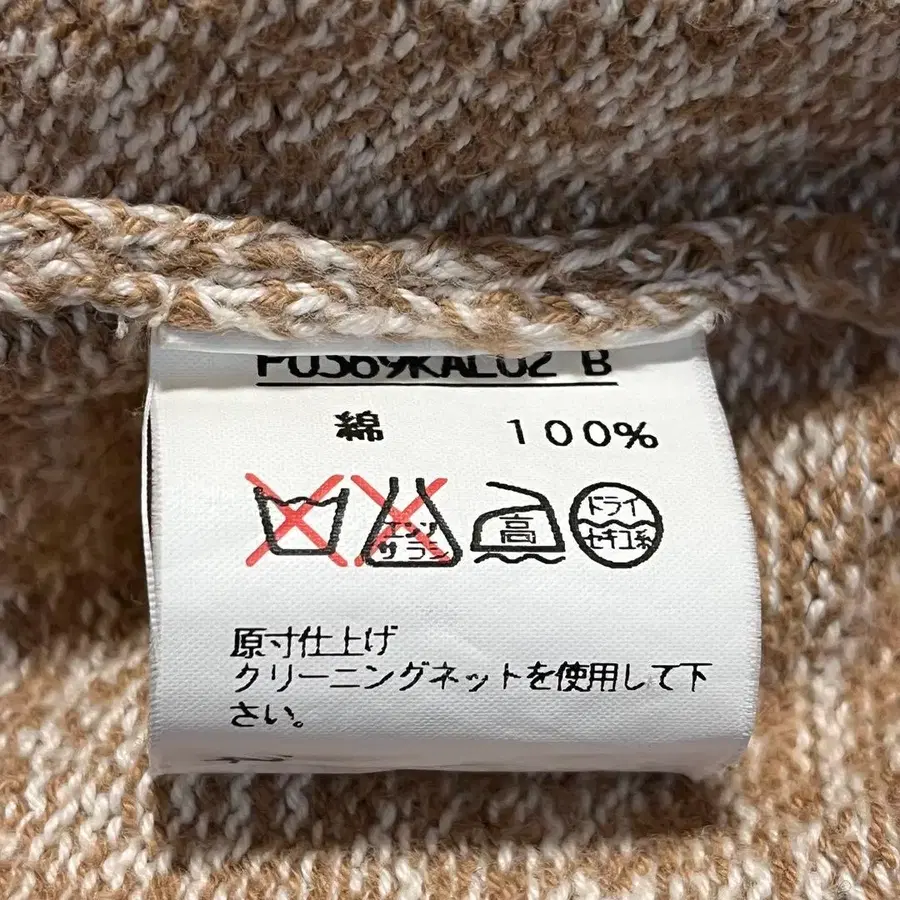 PU369KAL02 B
綿 100%
エンソ
サラシ
高
ドライ
セキユ系
原寸仕上げ
クリーニングネットを使用して下
さい。